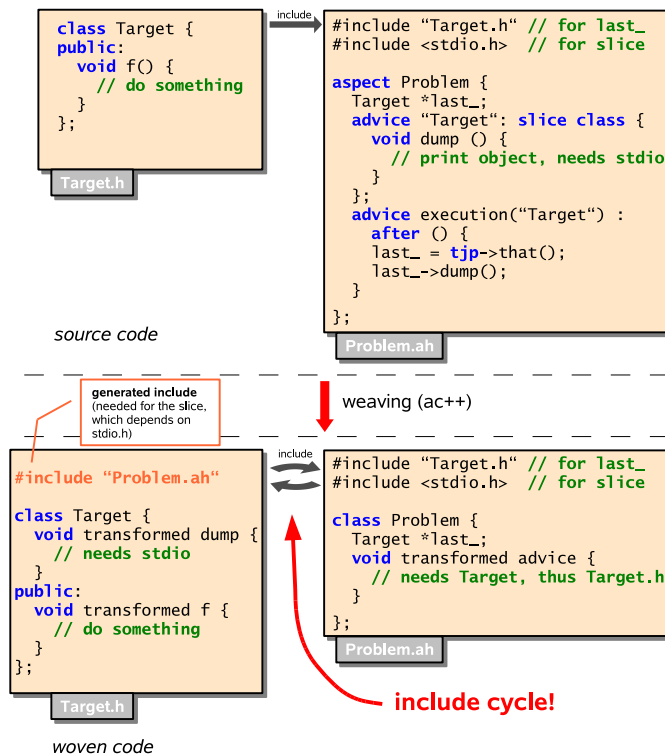 class Target {
public:
void f() {
// do something
}
};
Target.h
include
#include “Target.h“ // for last_
#include <stdio.h> // for slice
aspect Problem {
Target *last_;
advice “Target“: slice class {
void dump () {
// print object, needs stdio
}
};
advice execution(“Target“) :
after () {
last_ = tjp->that();
last_->dump();
}
};
Problem.ah
source code
generated include
(needed for the slice,
which depends on
stdio.h)
weaving (ac++)
#include “Problem.ah“
class Target {
void transformed dump {
// needs stdio
}
public:
void transformed f {
// do something
}
};
Target.h
include
#include “Target.h“ // for last_
#include <stdio.h> // for slice
class Problem {
Target *last_;
void transformed advice {
// needs Target, thus Target.h
}
};
Problem.ah
include cycle!
woven code